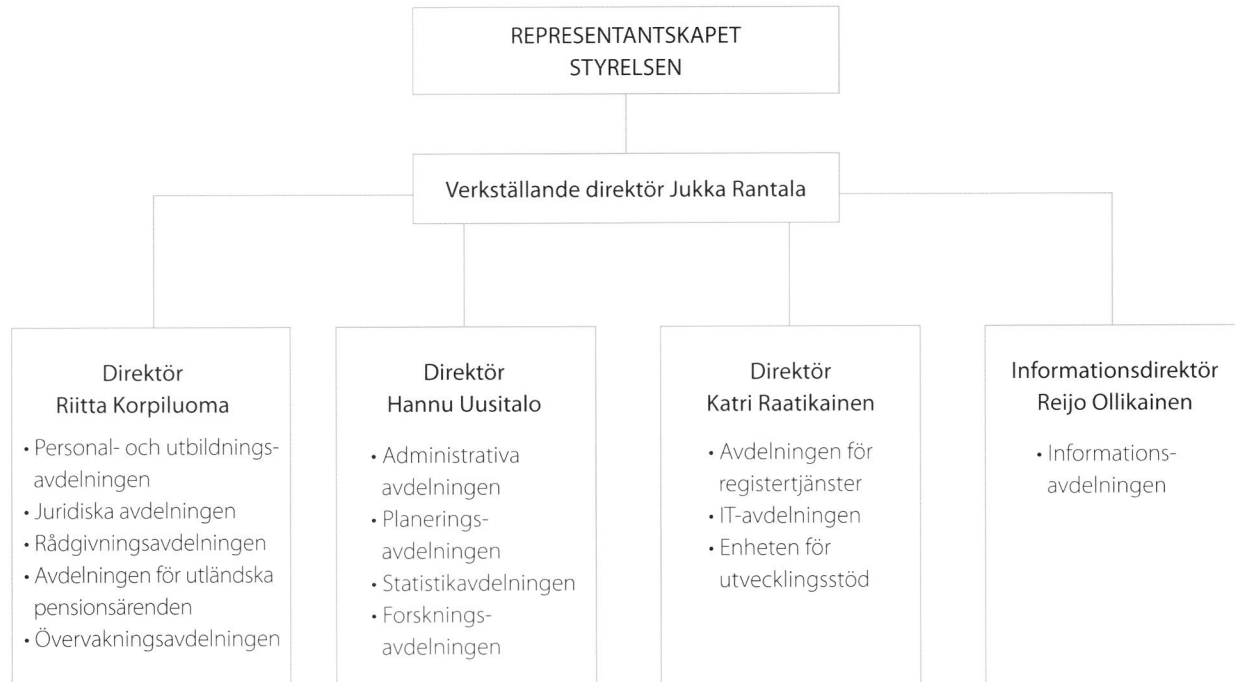 REPRESENTANTSKAPET
STYRELSEN
Verkställande direktör Jukka Rantala
Direktör
Riitta Korpiluoma
• Personal- och utbildnings-
avdelningen
• Juridiska avdelningen
• Rådgivningsavdelningen
• Avdelningen för utländska
pensionsärenden
• Övervakningsavdelningen
Direktör
Hannu Uusitalo
• Administrativa
avdelningen
• Planerings-
avdelningen
• Statistikavdelningen
• Forsknings-
avdelningen
Direktör
Katri Raatikainen
• Avdelningen för
registertjänster
• IT-avdelningen
• Enheten för
utvecklingsstöd
Informationsdirektör
Reijo Ollikainen
• Informations-
avdelningen